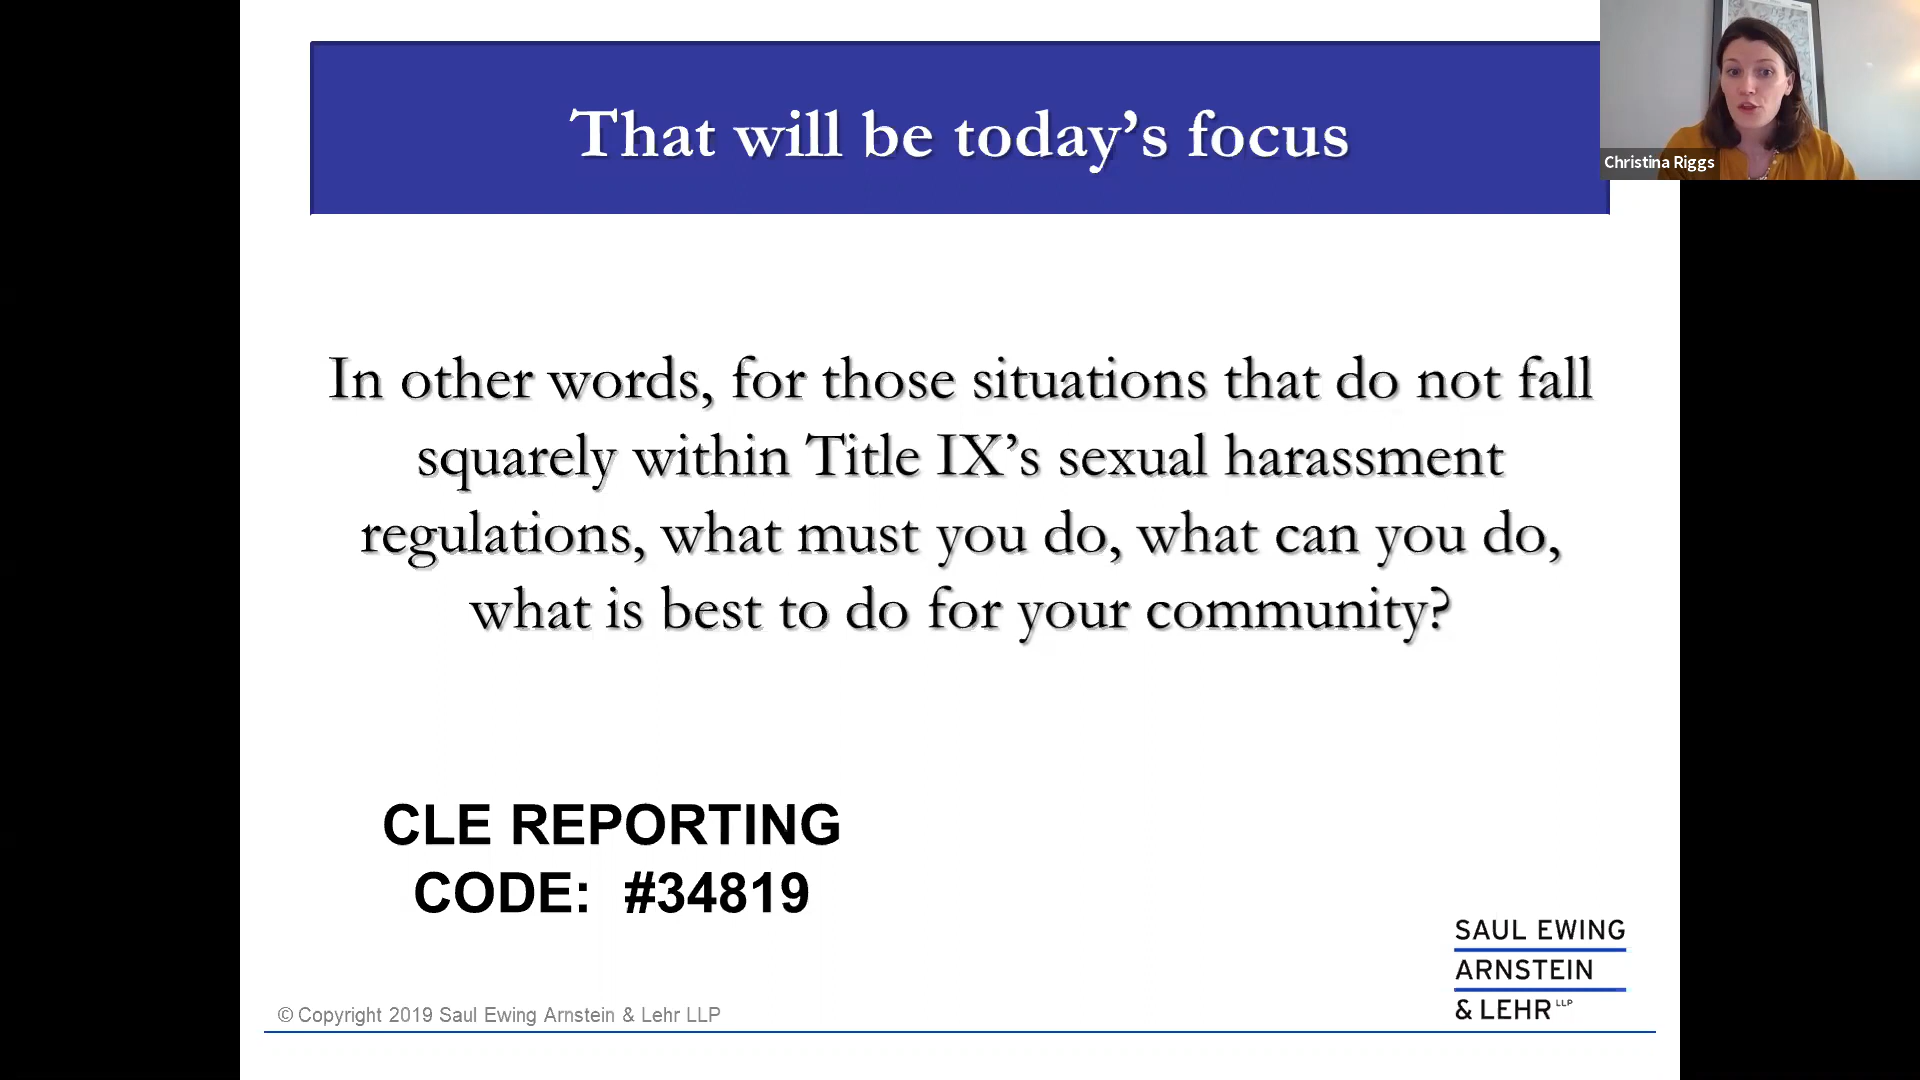 That will be today’s focus
Christina Riggs
In other words, for those situations that do not fall
squarely within Title IX’s sexual harassment
regulations, what must you do, what can you do,
what is best to do for your community?
CLE REPORTING
CODE: #34819
SAUL EWING
ARNSTEIN
& LEHR LLP
© Copyright 2019 Saul Ewing Arnstein & Lehr LLP